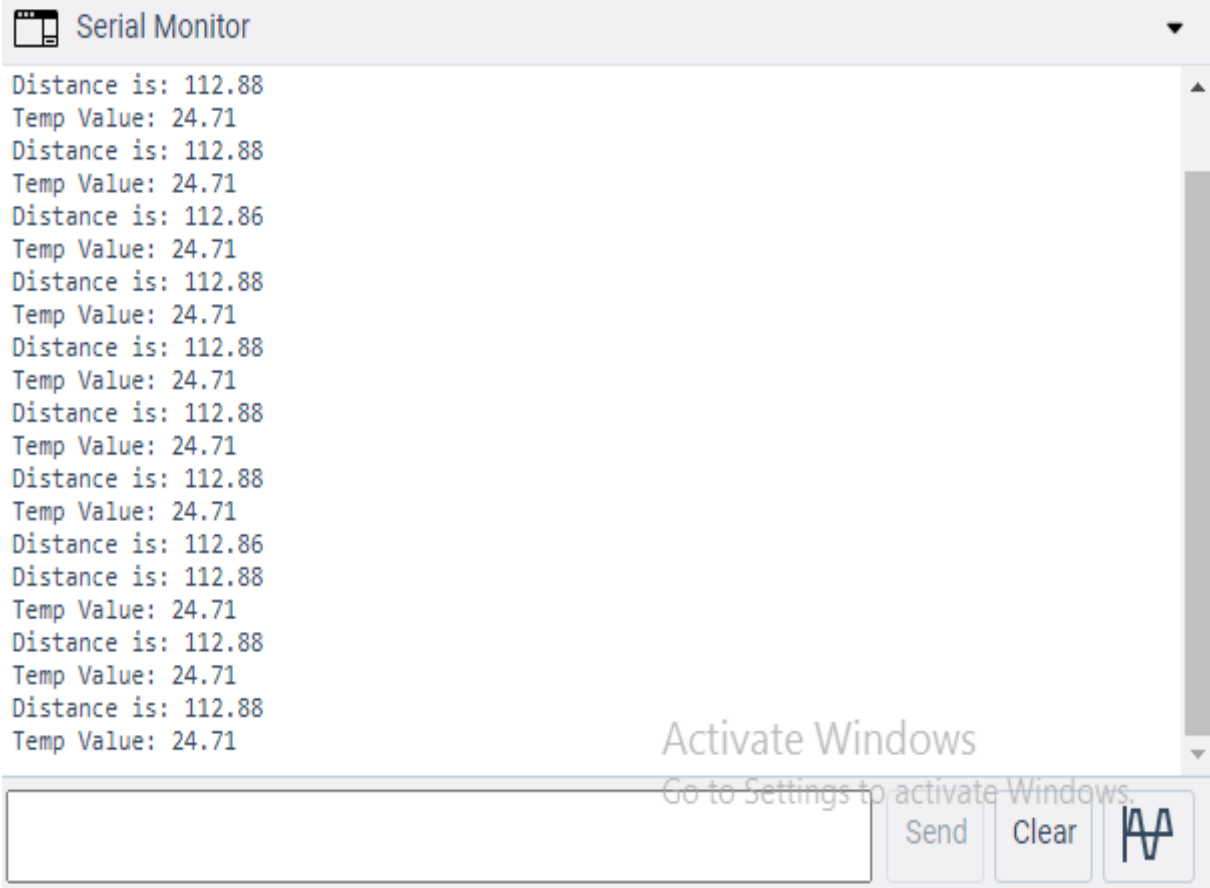 Serial Monitor
Distance is: 112.88
Temp Value: 24.71
Distance is: 112.88
Temp Value: 24.71
Distance is: 112.86
Temp Value: 24.71
Distance is: 112.88
Temp Value: 24.71
Distance is: 112.88
Temp Value: 24.71
Distance is: 112.88
Temp Value: 24.71
Distance is: 112.88
Temp Value: 24.71
Distance is: 112.86
Distance is: 112.88
Temp Value: 24.71
Distance is: 112.88
Temp Value: 24.71
Distance is: 112.88
Temp Value: 24.71
Activate Windows
Go to Settings to activate Windows.
Send
Clear